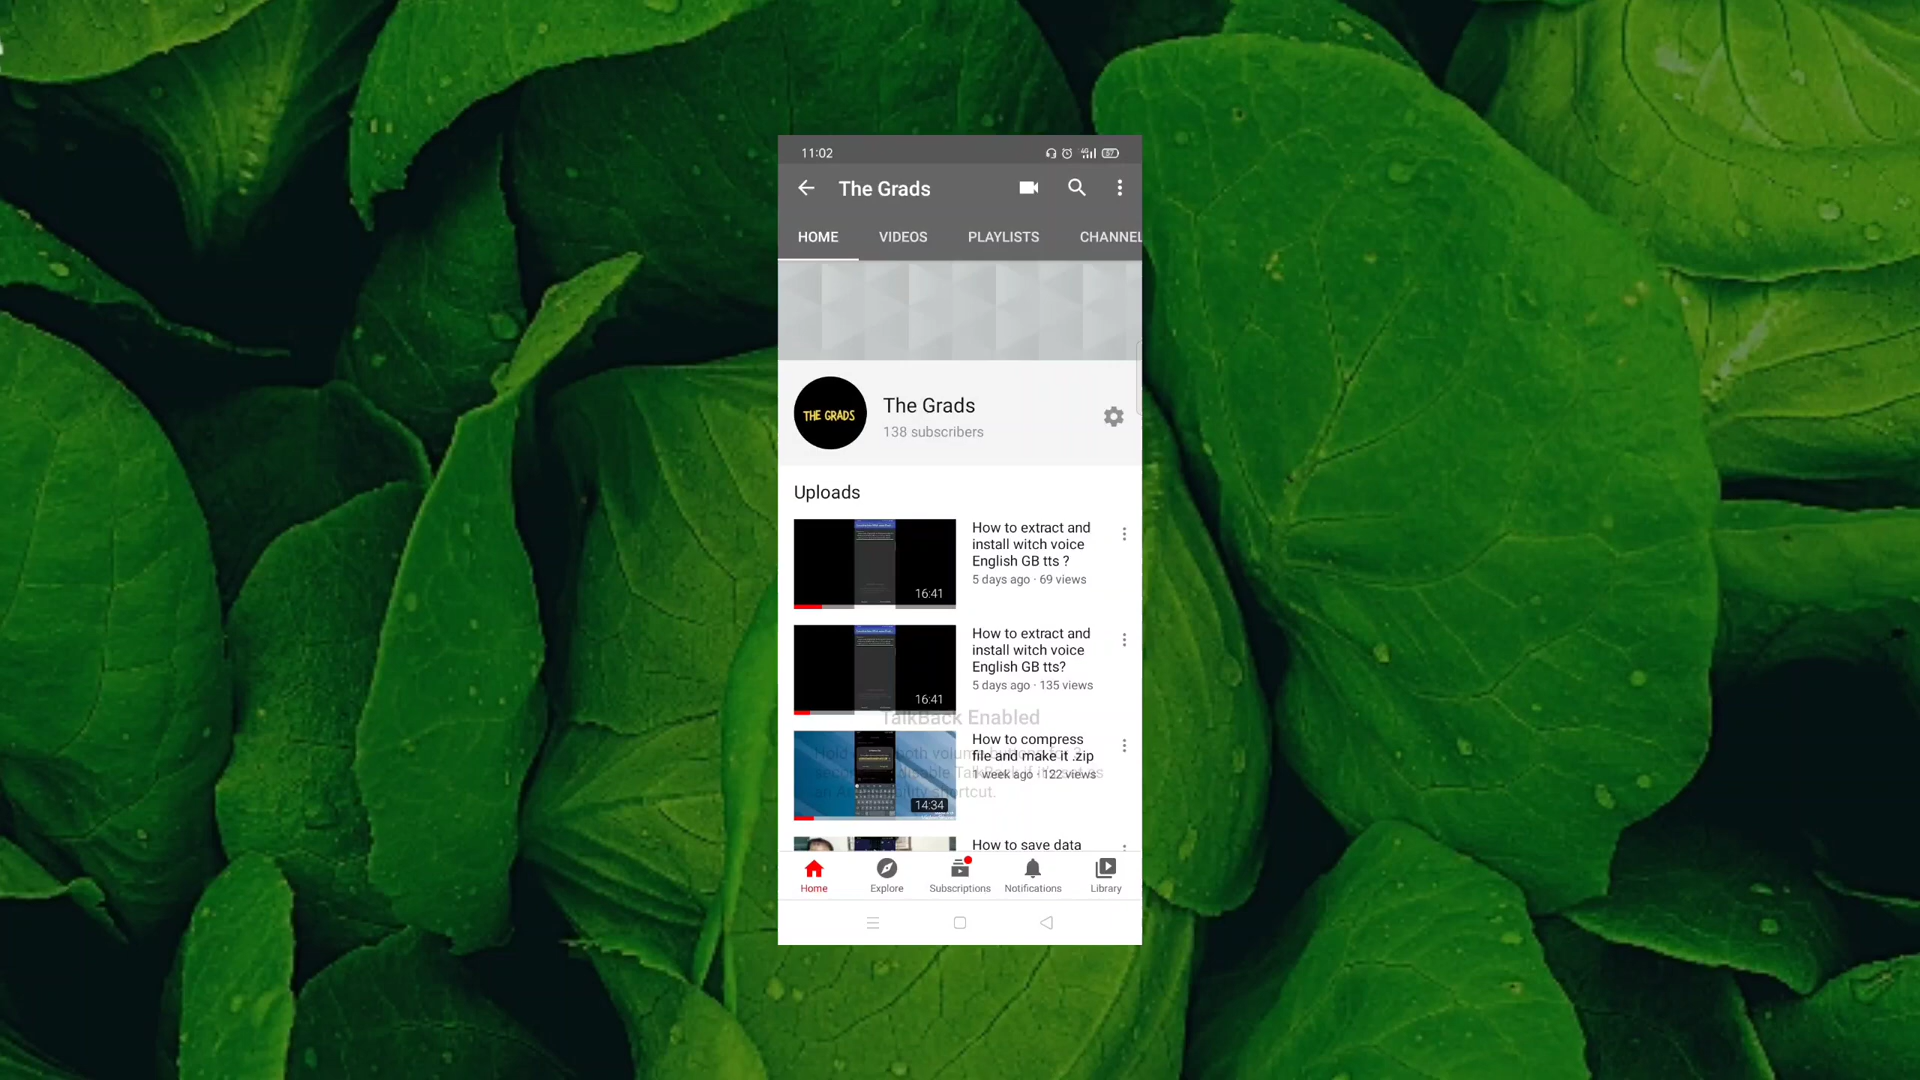 11:02
The Grads
HOME VIDEOS PLAYLISTS CHANNEL
THE GRADS
The Grads
138 subscribers
Uploads
How to extract and
install witch voice
English GB tts ?
5 days ago · 69 views
16:41
How to extract and
install witch voice
English GB tts?
5 days ago · 135 views
16:41
TalkBack Enabled
How to compress
file and make it .zip
1 week ago · 122 views
14:34
an shortcut.
How to save data
Home Explore Subscriptions Notifications Library